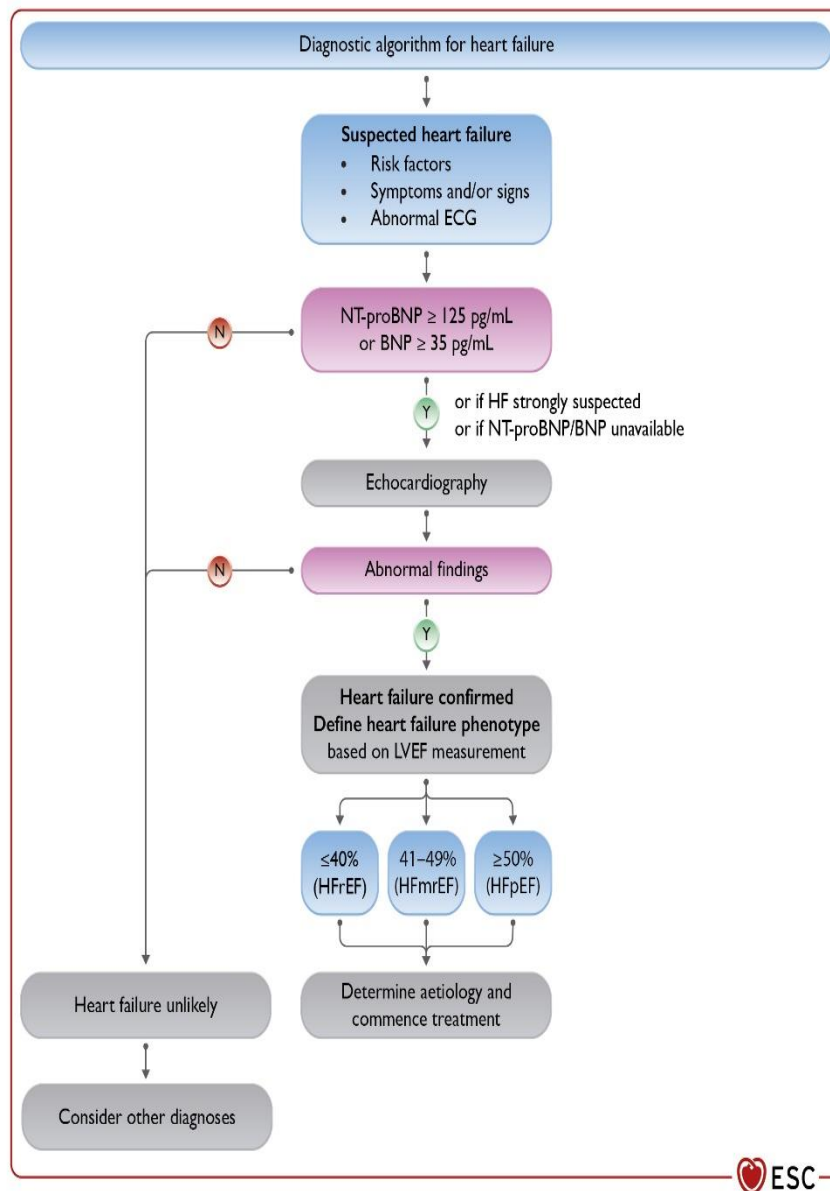 Diagnostic algorithm for heart failure
Suspected heart failure
• Risk factors
• Symptoms and/or signs
• Abnormal ECG
NT-proBNP ≥ 125 pg/mL
or BNP ≥ 35 pg/mL
N
Y
or if HF strongly suspected
or if NT-proBNP/BNP unavailable
Echocardiography
Abnormal findings
N
Y
Heart failure confirmed
Define heart failure phenotype
based on LVEF measurement
≤40%
(HFrEF)
41–49%
(HFmrEF)
≥50%
(HFpEF)
Determine aetiology and
commence treatment
Heart failure unlikely
Consider other diagnoses
ESC